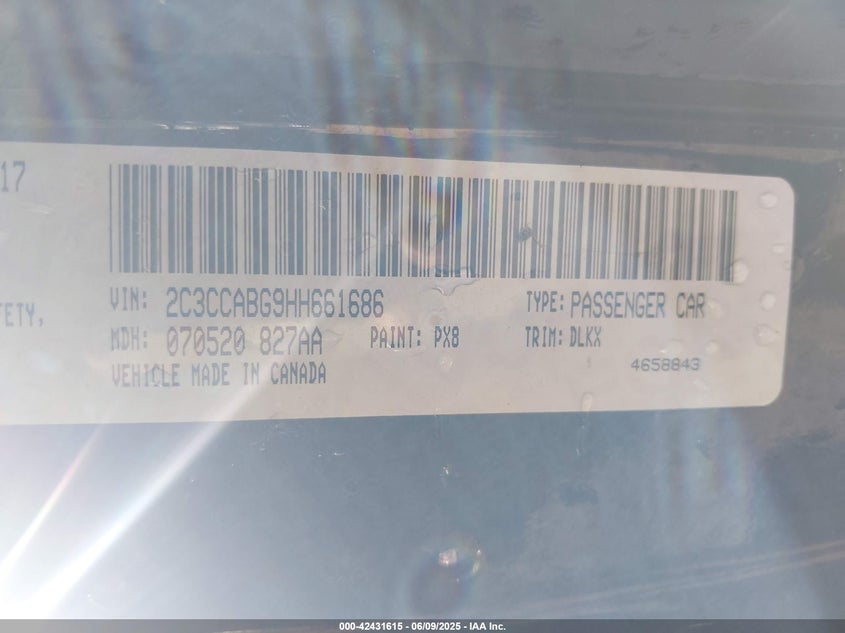 17
VIN: 2C3CCABG9HH661686 TYPE: PASSENGER CAR
ETY,
MDH: 070520 827AA PAINT: PX8 TRIM: DLKX
VEHICLE MADE IN CANADA 4658843
000-42431615 - 06/09/2025 - IAA Inc.